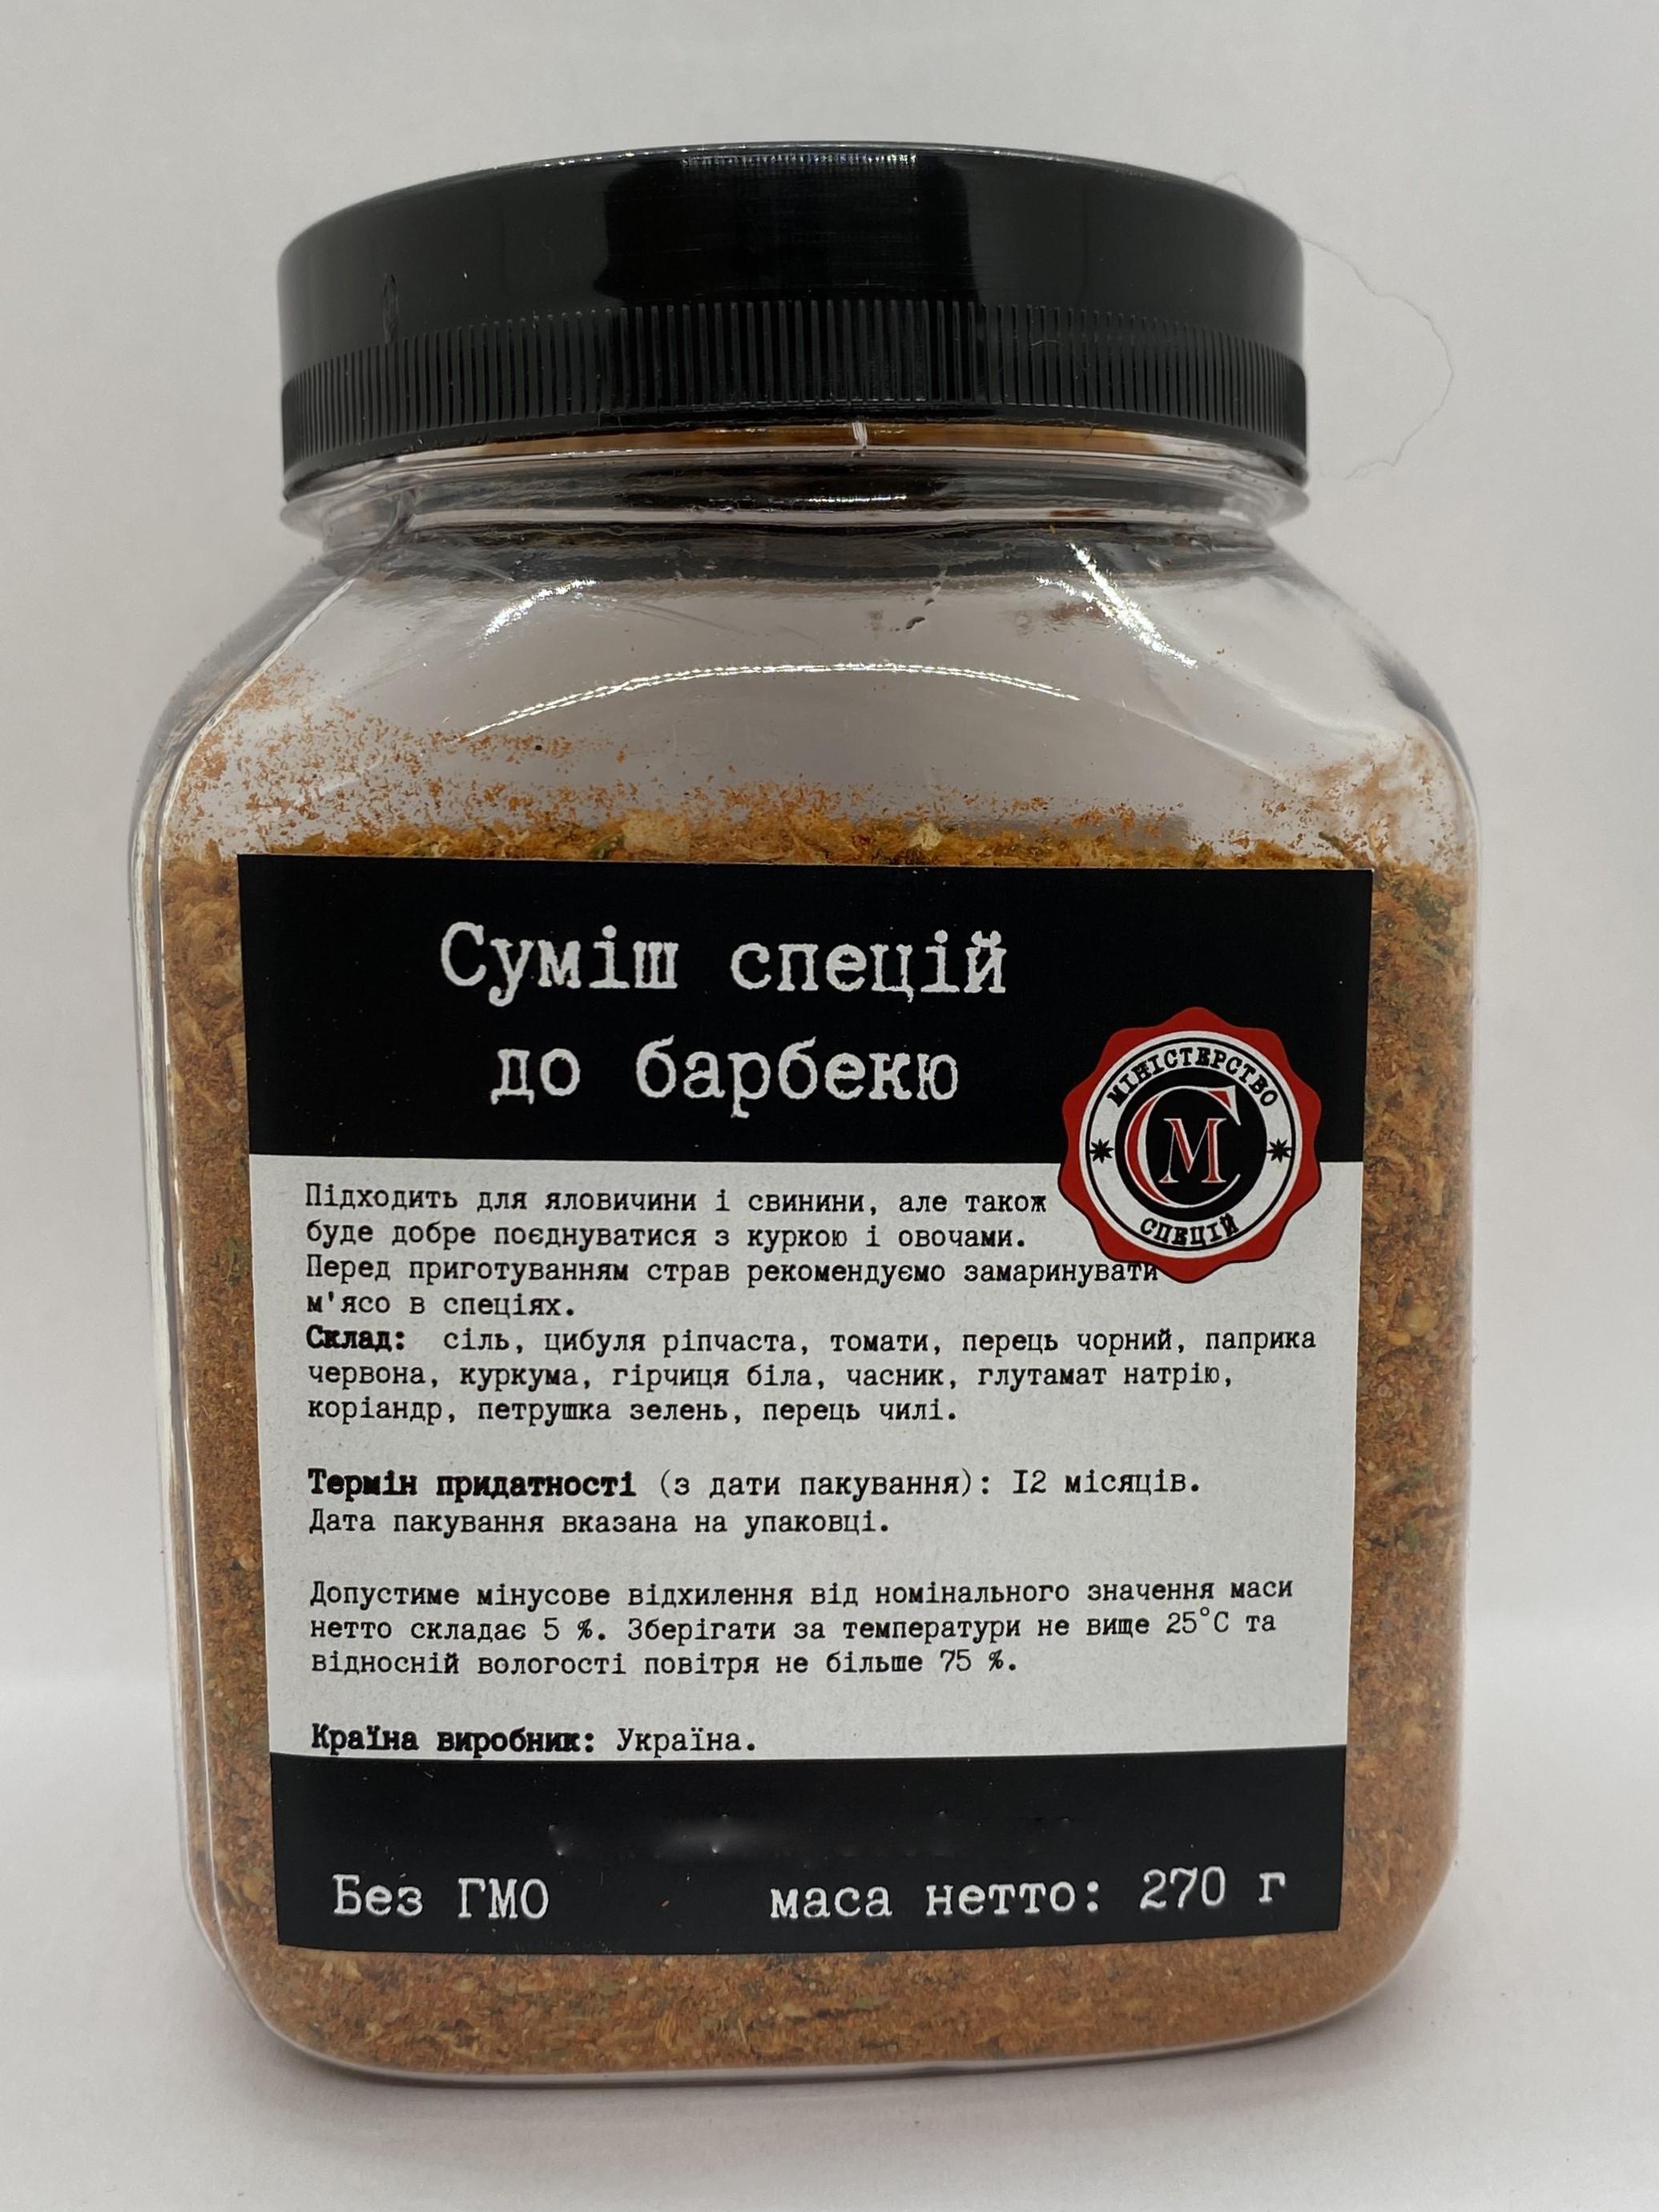 Суміш спецій
до барбекю
МІНІСТЕРСТВО
СМ
СПЕЦІЙ
Підходить для яловичини і свинини, але також
буде добре поєднуватися з куркою і овочами.
Перед приготуванням страв рекомендуємо замаринувати
м'ясо в спеціях.
Склад: сіль, цибуля ріпчаста, томати, перець чорний, паприка
червона, куркума, гірчиця біла, часник, глутамат натрію,
коріандр, петрушка зелень, перець чилі.
Термін придатності (з дати пакування): I2 місяців.
Дата пакування вказана на упаковці.
Допустиме мінусове відхилення від номінального значення маси
нетто складає 5 %. Зберігати за температури не вище 25°С та
відносній вологості повітря не більше 75 %.
Країна виробник: Україна.
Без ГМО
маса нетто: 270 г